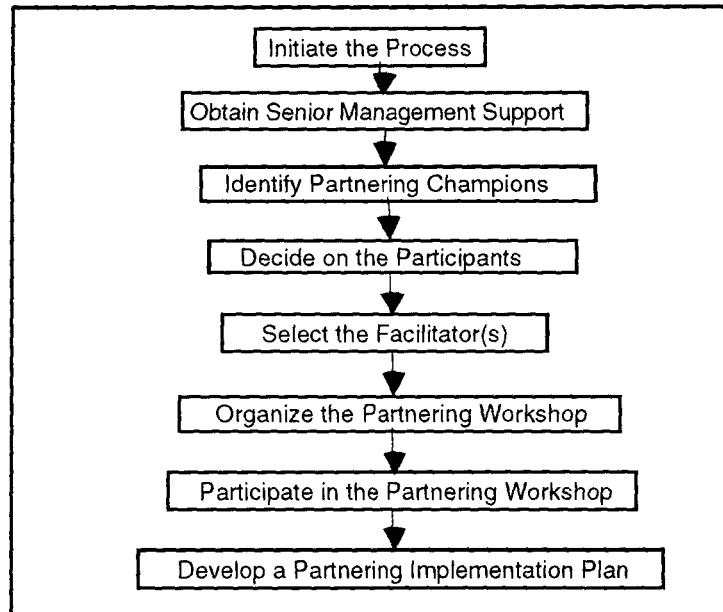 Initiate the Process
Obtain Senior Management Support
Identify Partnering Champions
Decide on the Participants
Select the Facilitator(s)
Organize the Partnering Workshop
Participate in the Partnering Workshop
Develop a Partnering Implementation Plan